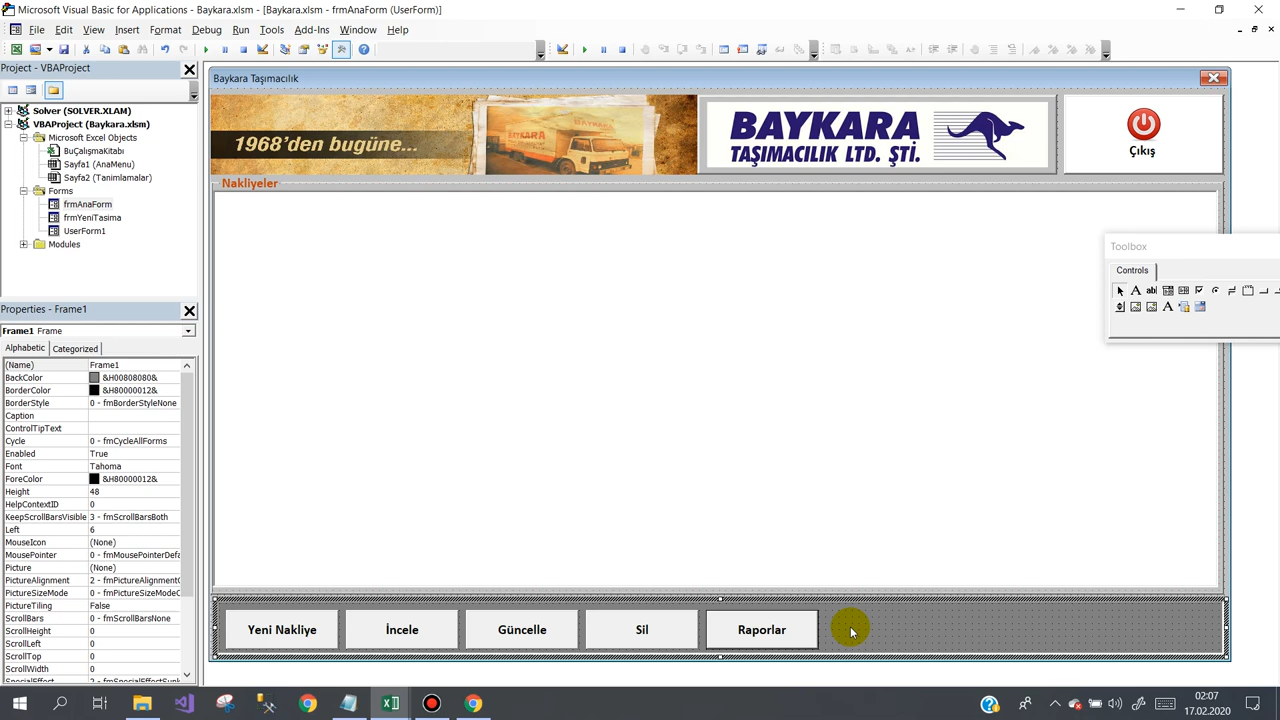 Microsoft Visual Basic for Applications - Baykara.xlsm - [Baykara.xlsm - frmAnaForm (UserForm)]
File Edit View Insert Format Debug Run Tools Add-Ins Window Help
Project - VBAProject
Solver (SOLVER.XLAM)
VBAProject (Baykara.xlsm)
Microsoft Excel Objects
BuÇalışmaKitabı
Sayfa1 (AnaMenu)
Sayfa2 (Tanimlamalar)
Forms
frmAnaForm
frmYeniTasima
UserForm1
Modules
Properties - Frame1
Frame1 Frame
Alphabetic Categorized
(Name) Frame1
BackColor &H00808080&
BorderColor &H80000012&
BorderStyle 0 - fmBorderStyleNone
Caption
ControlTipText
Cycle 0 - fmCycleAllForms
Enabled True
Font Tahoma
ForeColor &H80000012&
Height 48
HelpContextID 0
KeepScrollBarsVisible 3 - fmScrollBarsBoth
Left 6
MouseIcon (None)
MousePointer 0 - fmMousePointerDefa
Picture (None)
PictureAlignment 2 - fmPictureAlignmentC
PictureSizeMode 0 - fmPictureSizeModeC
PictureTiling False
ScrollBars 0 - fmScrollBarsNone
ScrollHeight 0
ScrollLeft 0
ScrollTop 0
ScrollWidth 0
SpecialEffect 2 - fmSpecialEffectSunk
Baykara Taşımacılık
1968'den bugüne...
BAYKARA
BAYKARA
TAŞIMACILIK LTD. ŞTİ.
Çıkış
Nakliyeler
Toolbox
Controls
Yeni Nakliye İncele Güncelle Sil Raporlar
02:07
17.02.2020